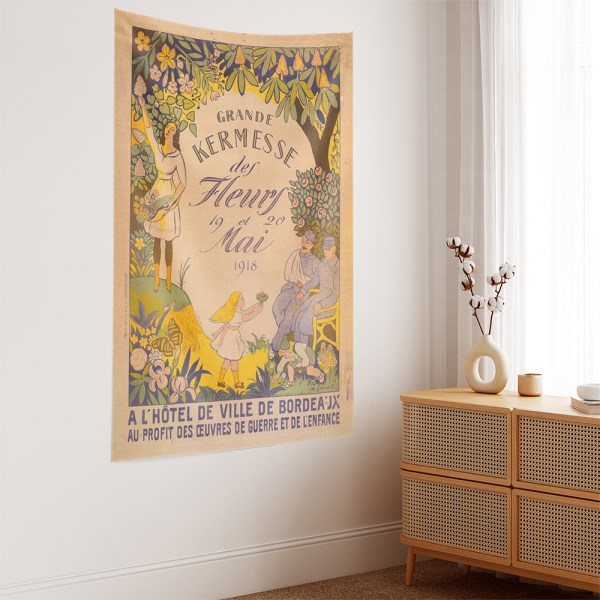 GRANDE
KERMESSE
des
Fleurs
19 et 20
Mai
1918
A L'HÔTEL DE VILLE DE BORDEAUX
AU PROFIT DES ŒUVRES DE GUERRE ET DE L'ENFANCE